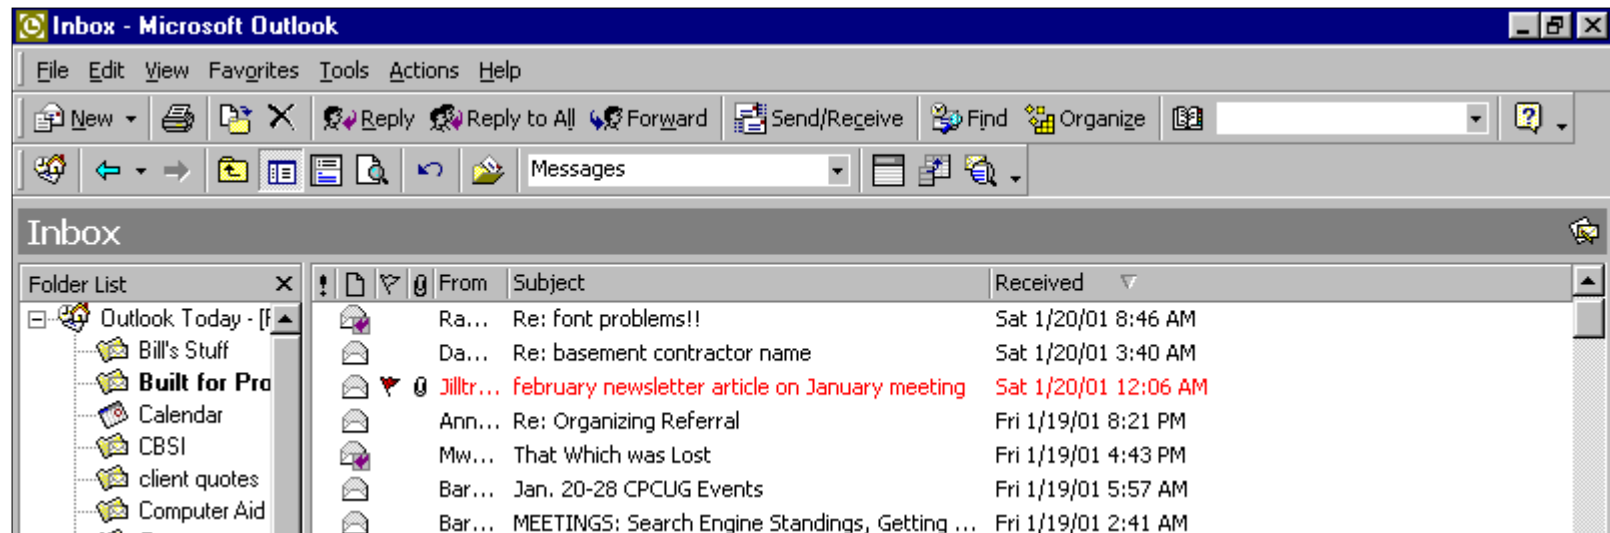 Inbox - Microsoft Outlook
File Edit View Favorites Tools Actions Help
New Reply Reply to All Forward Send/Receive Find Organize
Messages
Inbox
Folder List
! From Subject Received
Outlook Today - [
Ra... Re: font problems!! Sat 1/20/01 8:46 AM
Bill's Stuff
Da... Re: basement contractor name Sat 1/20/01 3:40 AM
Built for Pro
Jilltr... february newsletter article on January meeting Sat 1/20/01 12:06 AM
Calendar
Ann... Re: Organizing Referral Fri 1/19/01 8:21 PM
CBSI
Mw... That Which was Lost Fri 1/19/01 4:43 PM
client quotes
Bar... Jan. 20-28 CPCUG Events Fri 1/19/01 5:57 AM
Computer Aid
Bar... MEETINGS: Search Engine Standings, Getting ... Fri 1/19/01 2:41 AM